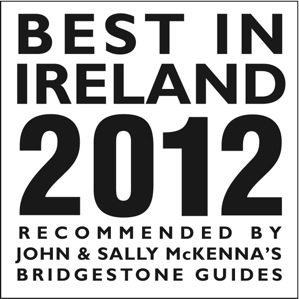 BEST IN
IRELAND
2012
RECOMMENDED BY
JOHN & SALLY McKENNA'S
BRIDGESTONE GUIDES